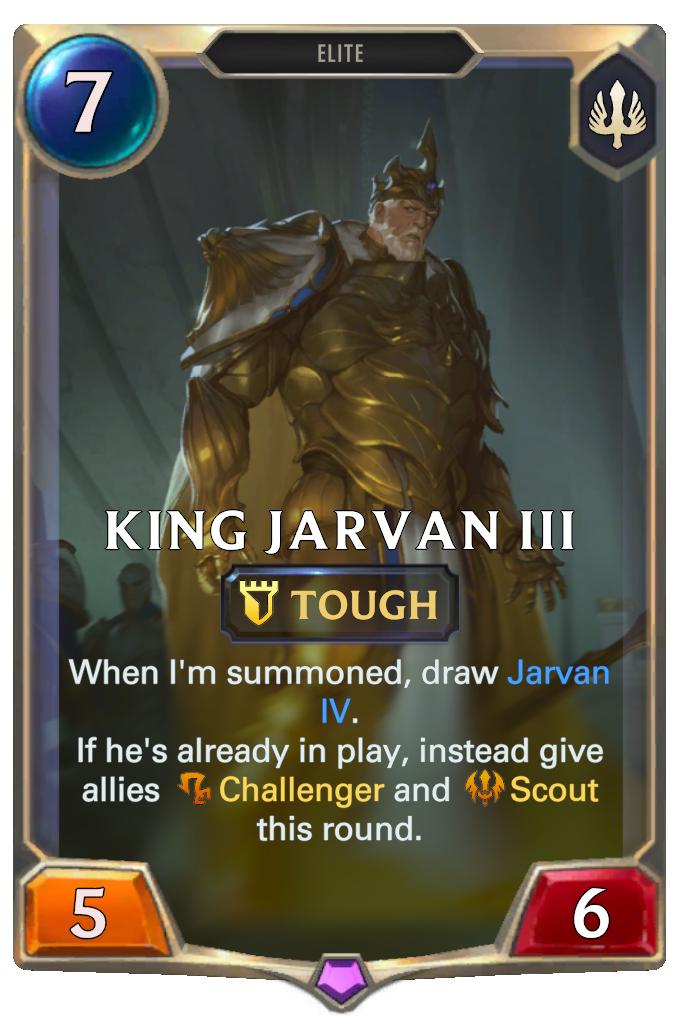 7
ELITE
KING JARVAN III
TOUGH
When I'm summoned, draw Jarvan
IV.
If he's already in play, instead give
allies Challenger and Scout
this round.
5
6